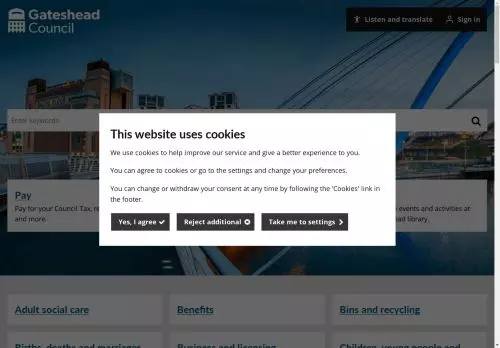 Gateshead
Council
Listen and translate
Sign in
Enter keywords
This website uses cookies
We use cookies to help improve our service and give a better experience to you.
You can agree to cookies or go to the settings and change your preferences.
You can change or withdraw your consent at any time by following the 'Cookies' link in
the footer.
Yes, I agree
Reject additional
Take me to settings
Pay
Pay for your Council Tax, re
and more.
e events and activities at
ead library.
Adult social care
Benefits
Bins and recycling
Births, deaths and marriages
Business and licensing
Children, young people and